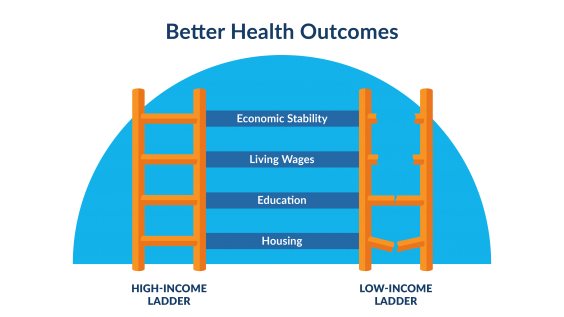 Better Health Outcomes
Economic Stability
Living Wages
Education
Housing
HIGH-INCOME
LADDER
LOW-INCOME
LADDER